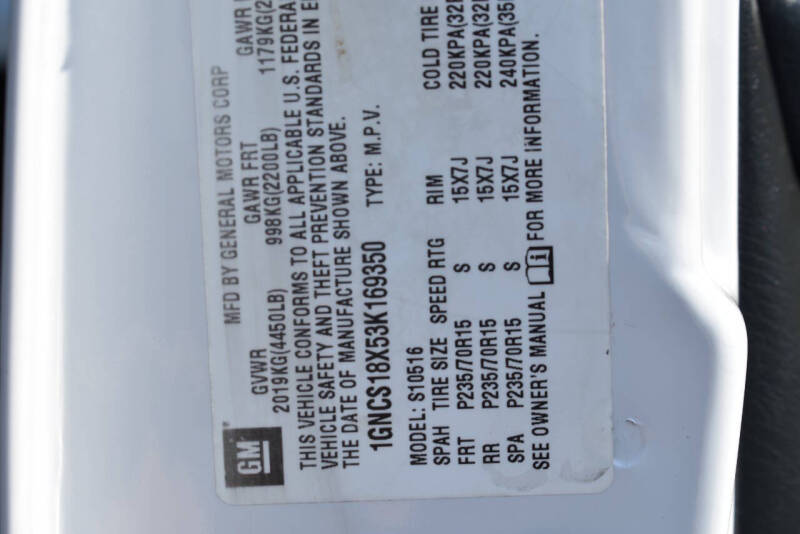 GM
MFD BY GENERAL MOTORS CORP
GVWR GAWR FRT GAWR
2019KG(4450LB) 998KG(2200LB) 1179KG(2
THIS VEHICLE CONFORMS TO ALL APPLICABLE U.S. FEDERA
VEHICLE SAFETY AND THEFT PREVENTION STANDARDS IN E
THE DATE OF MANUFACTURE SHOWN ABOVE.
1GNCS18X53K169350 TYPE: M.P.V.
MODEL: S10516
SPAH TIRE SIZE SPEED RTG RIM COLD TIRE
FRT P235/70R15 S 15X7J 220KPA(32
RR P235/70R15 S 15X7J 220KPA(32
SPA P235/70R15 S 15X7J 240KPA(35
SEE OWNER'S MANUAL i FOR MORE INFORMATION.